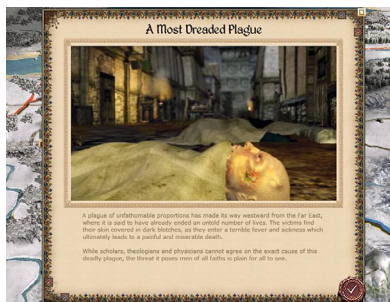 A Most Dreaded Plague
A plague of unfathomable proportions has made its way westward from the Far East,
where it is said to have already ended an untold number of lives. The victims find
their skin covered in dark blotches, as they enter a terrible fever and sickness which
ultimately leads to a painful and miserable death.
While scholars, theologians and physicians cannot agree on the exact cause of this
deadly plague, the threat it poses men of all faiths is plain for all to see.